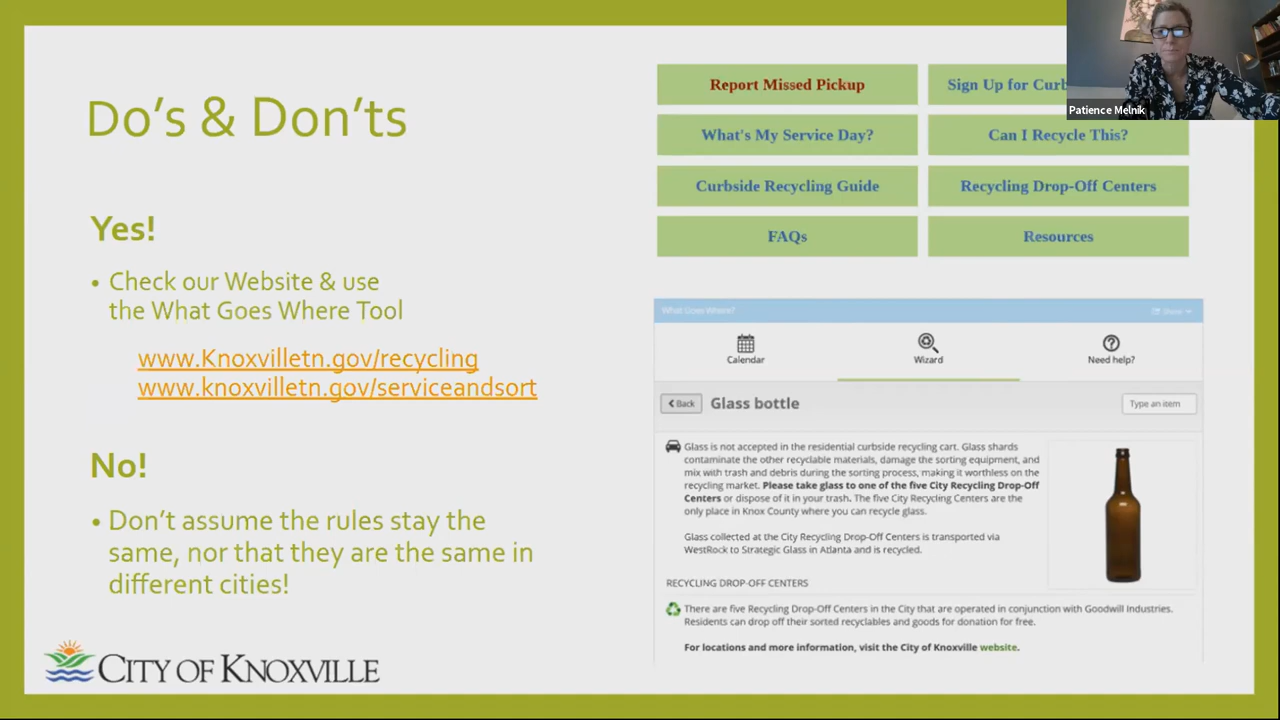 Do's & Don'ts
Yes!
• Check our Website & use
the What Goes Where Tool
www.Knoxvilletn.gov/recycling
www.knoxvilletn.gov/serviceandsort
No!
• Don't assume the rules stay the
same, nor that they are the same in
different cities!
CITY OF KNOXVILLE
Report Missed Pickup
Sign Up for Curb
What's My Service Day?
Can I Recycle This?
Curbside Recycling Guide
Recycling Drop-Off Centers
FAQs
Resources
Patience Melnik
What Goes Where?
Share
Calendar
Wizard
Need help?
Back
Glass bottle
Type an item
Glass is not accepted in the residential curbside recycling cart. Glass shards
contaminate the other recyclable materials, damage the sorting equipment, and
mix with trash and debris during the sorting process, making it worthless on the
recycling market. Please take glass to one of the five City Recycling Drop-Off
Centers or dispose of it in your trash. The five City Recycling Centers are the
only place in Knox County where you can recycle glass.
Glass collected at the City Recycling Drop-Off Centers is transported via
WestRock to Strategic Glass in Atlanta and is recycled.
RECYCLING DROP-OFF CENTERS
There are five Recycling Drop-Off Centers in the City that are operated in conjunction with Goodwill Industries.
Residents can drop off their sorted recyclables and goods for donation for free.
For locations and more information, visit the City of Knoxville website.